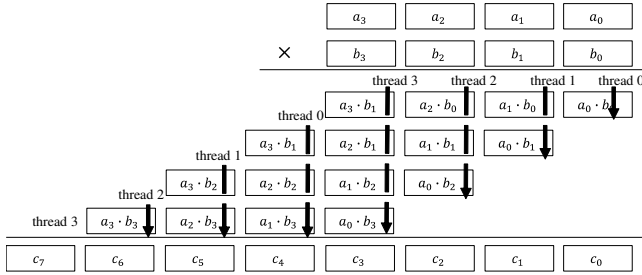 a₃ a₂ a₁ a₀
× b₃ b₂ b₁ b₀
thread 3 thread 2 thread 1 thread 0
a₃ · b₁ a₂ · b₀ a₁ · b₀ a₀ · b
thread 0
a₃ · b₁ a₂ · b₁ a₁ · b₁ a₀ · b₁
thread 1
a₃ · b₂ a₂ · b₂ a₁ · b₂ a₀ · b₂
thread 2
thread 3 a₃ · b₃ a₂ · b₃ a₁ · b₃ a₀ · b₃
c₇ c₆ c₅ c₄ c₃ c₂ c₁ c₀